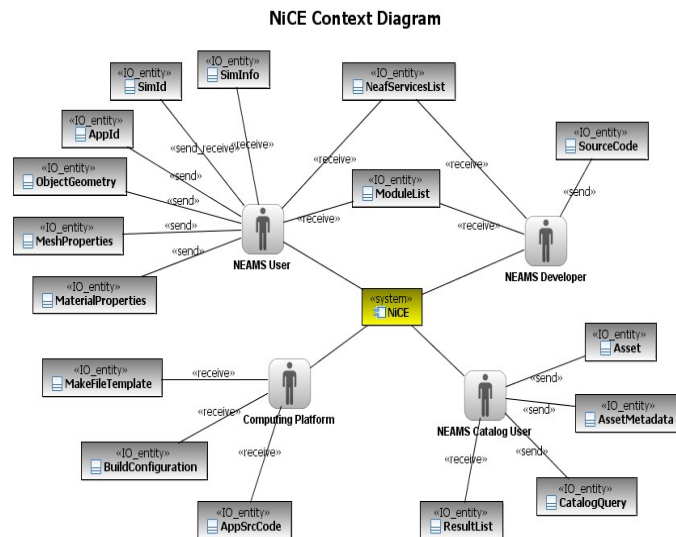 NiCE Context Diagram
«IO_entity»
SimInfo
«IO_entity»
SimId
«IO_entity»
NeafServicesList
«IO_entity»
AppId
«IO_entity»
SourceCode
«send_receive»
«receive»
«receive»
«receive»
«send»
«IO_entity»
ObjectGeometry
«send»
«IO_entity»
ModuleList
«send»
«receive»
«receive»
«IO_entity»
MeshProperties
«send»
«send»
NEAMS User
NEAMS Developer
«IO_entity»
MaterialProperties
«system»
NiCE
«IO_entity»
Asset
«IO_entity»
MakeFileTemplate
«receive»
«send»
«receive»
«IO_entity»
AssetMetadata
«send»
Computing Platform
NEAMS Catalog User
«IO_entity»
BuildConfiguration
«receive»
«receive»
«send»
«IO_entity»
CatalogQuery
«IO_entity»
AppSrcCode
«IO_entity»
ResultList